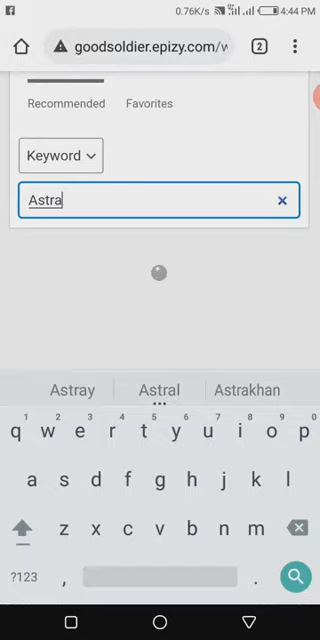 0.76K/s 4:44 PM
goodsoldier.epizy.com/w 2
Recommended Favorites
Keyword
Astra
Astray Astral Astrakhan
1 2 3 4 5 6 7 8 9 0
q w e r t y u i o p
a s d f g h j k l
z x c v b n m
?123 , .